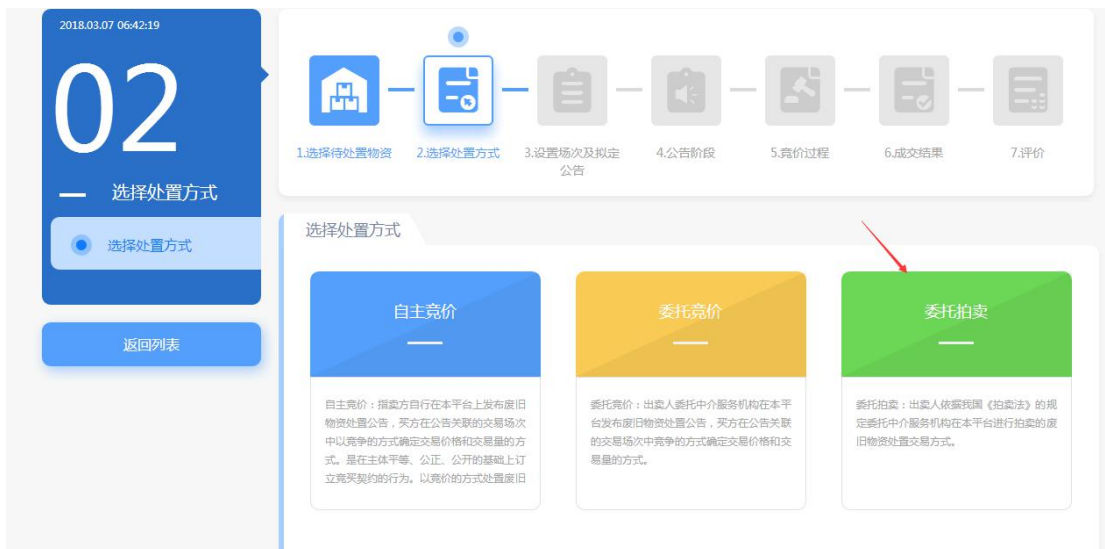 2018.03.07 06:42:19
02
选择处置方式
选择处置方式
返回列表
1.选择待处置物资
2.选择处置方式
3.设置场次及拟定
公告
4.公告阶段
5.竞价过程
6.成交结果
7.评价
选择处置方式
自主竞价
自主竞价：指卖方自行在本平台上发布废旧
物资处置公告，买方在公告关联的交易场次
中以竞争的方式确定交易价格和交易量的方
式。是在主体平等、公正、公开的基础上订
立竞买契约的行为。以竞价的方式处置废旧
委托竞价
委托竞价：出卖人委托中介服务机构在本平
台发布废旧物资处置公告，买方在公告关联
的交易场次中竞争的方式确定交易价格和交
易量的方式。
委托拍卖
委托拍卖：出卖人依据我国《拍卖法》的规
定委托中介服务机构在本平台进行拍卖的废
旧物资处置交易方式。